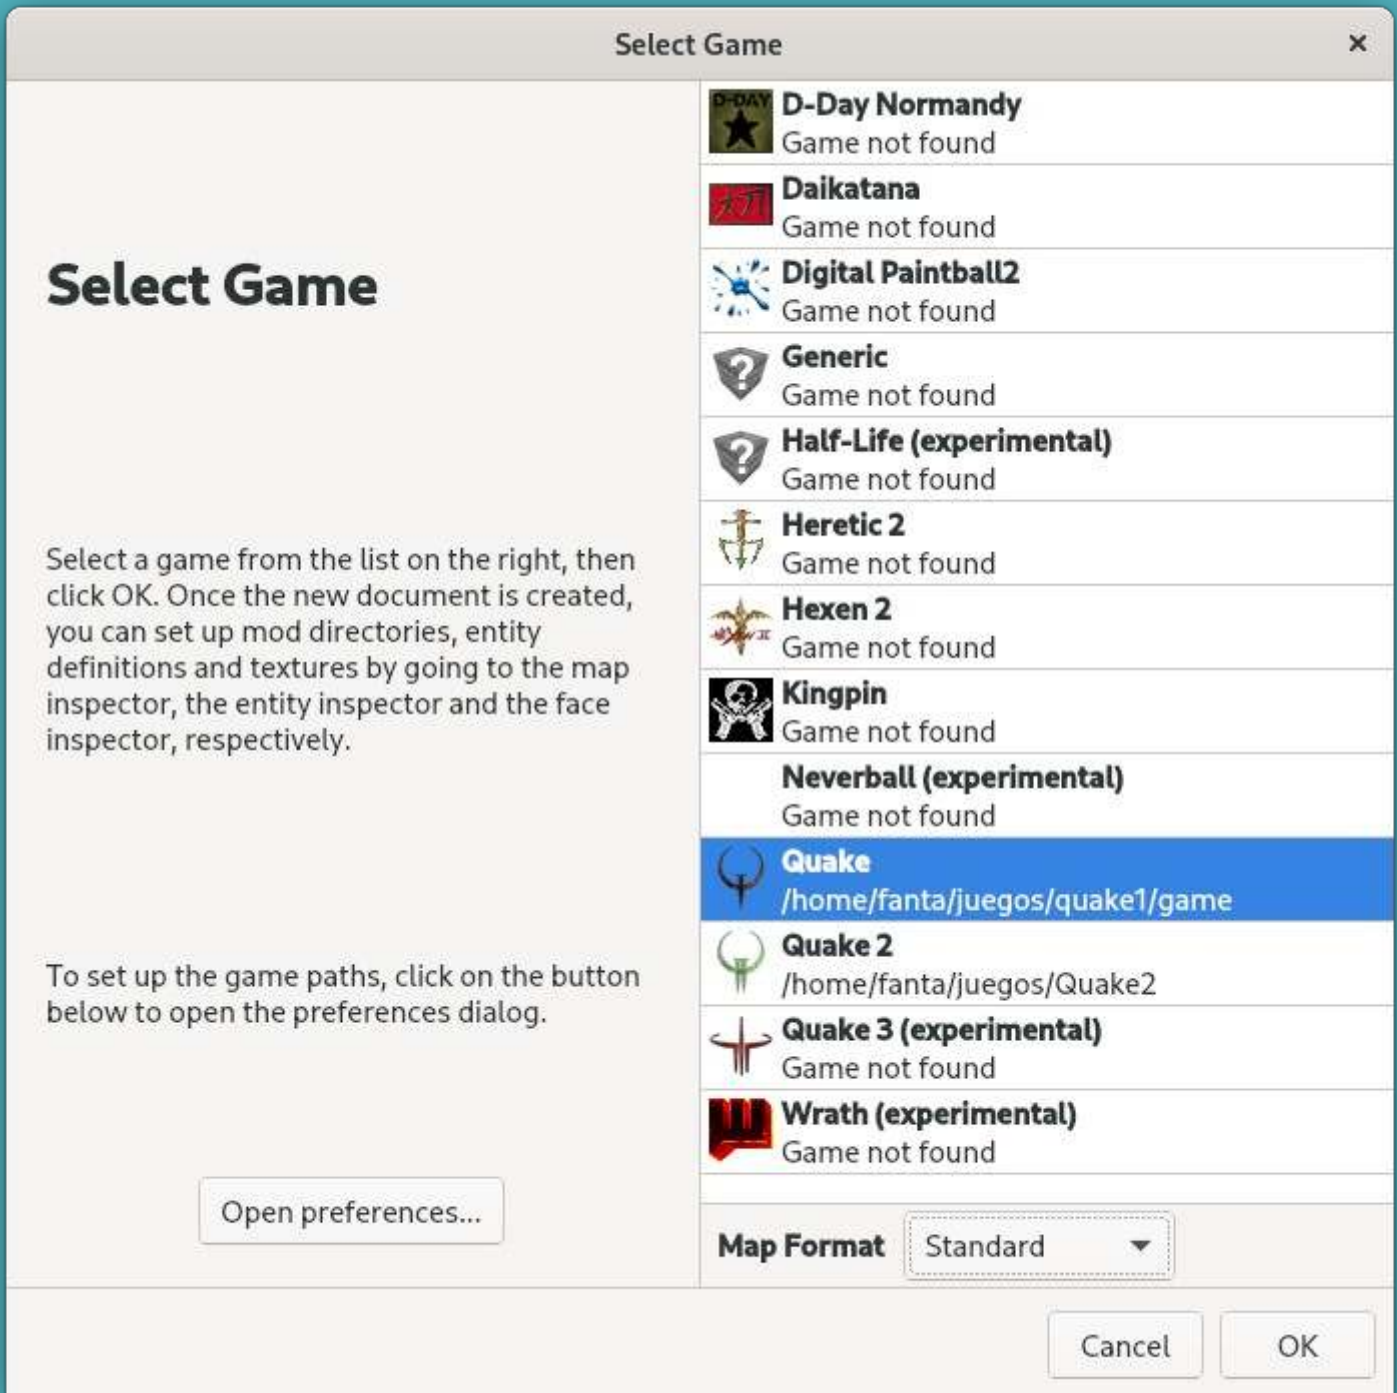 Select Game
×
Select Game
Select a game from the list on the right, then
click OK. Once the new document is created,
you can set up mod directories, entity
definitions and textures by going to the map
inspector, the entity inspector and the face
inspector, respectively.
To set up the game paths, click on the button
below to open the preferences dialog.
Open preferences...
D-DAY
D-Day Normandy
Game not found
Daikatana
Game not found
Digital Paintball2
Game not found
?
Generic
Game not found
?
Half-Life (experimental)
Game not found
Heretic 2
Game not found
Hexen 2
Game not found
Kingpin
Game not found
Neverball (experimental)
Game not found
Quake
/home/fanta/juegos/quake1/game
Quake 2
/home/fanta/juegos/Quake2
Quake 3 (experimental)
Game not found
Wrath (experimental)
Game not found
Map Format
Standard
Cancel
OK